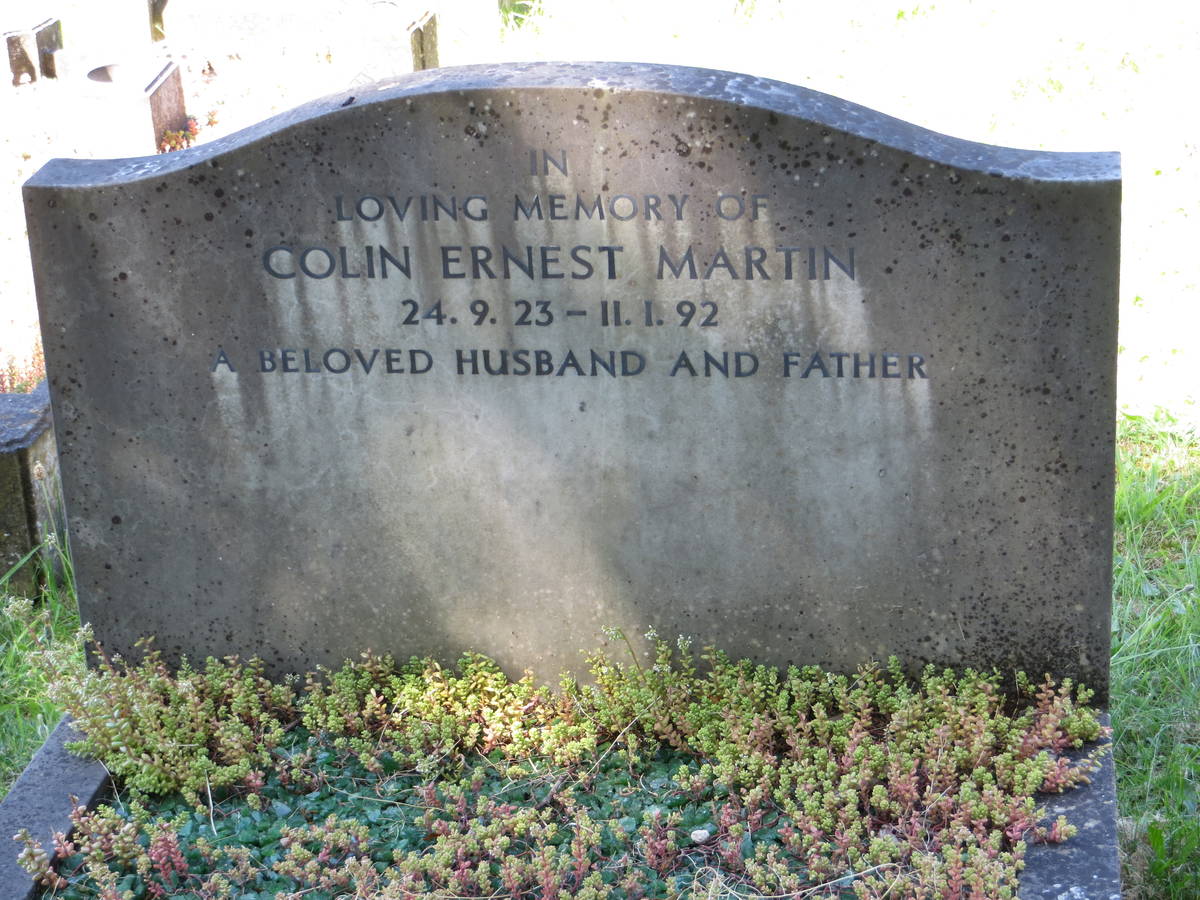 IN
LOVING MEMORY OF
COLIN ERNEST MARTIN
24. 9. 23 – 11. 1. 92
A BELOVED HUSBAND AND FATHER